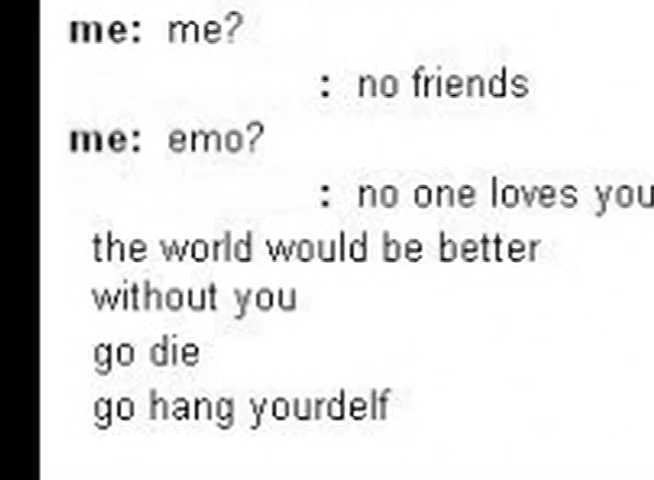 me: me?
: no friends
me: emo?
: no one loves you
the world would be better
without you
go die
go hang yourdelf